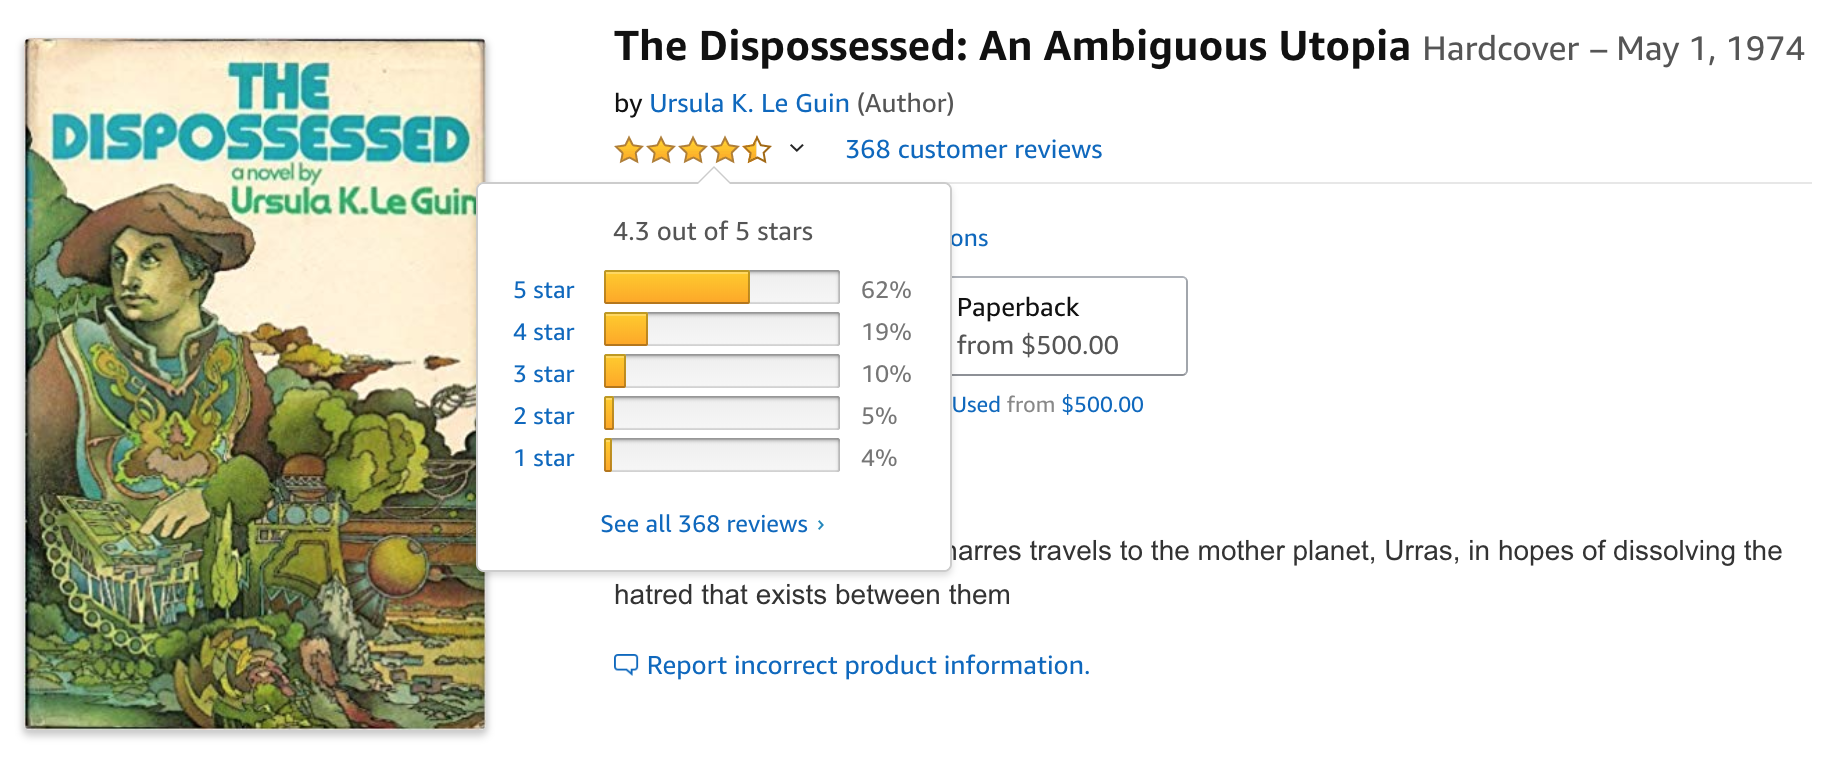 THE
DISPOSSESSED
a novel by
Ursula K. Le Guin
The Dispossessed: An Ambiguous Utopia Hardcover – May 1, 1974
by Ursula K. Le Guin (Author)
368 customer reviews
4.3 out of 5 stars
5 star 62%
4 star 19%
3 star 10%
2 star 5%
1 star 4%
See all 368 reviews ›
ons
Paperback
from $500.00
Used from $500.00
arres travels to the mother planet, Urras, in hopes of dissolving the
hatred that exists between them
Report incorrect product information.